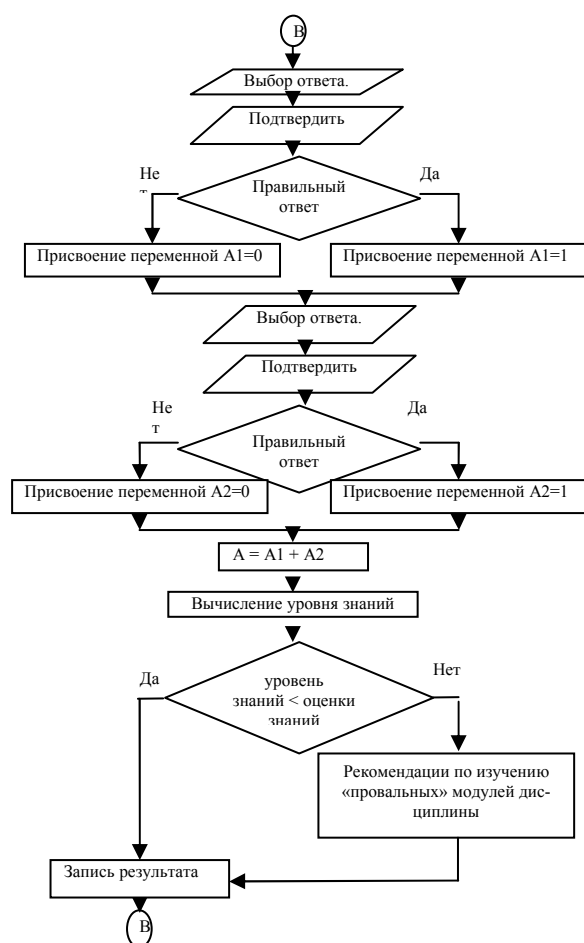 В
Выбор ответа.
Подтвердить
Не
т
Да
Правильный
ответ
Присвоение переменной А1=0
Присвоение переменной А1=1
Выбор ответа.
Подтвердить
Не
т
Да
Правильный
ответ
Присвоение переменной А2=0
Присвоение переменной А2=1
А = А1 + А2
Вычисление уровня знаний
Да
Нет
уровень
знаний < оценки
знаний
Рекомендации по изучению
«провальных» модулей дис-
циплины
Запись результата
В